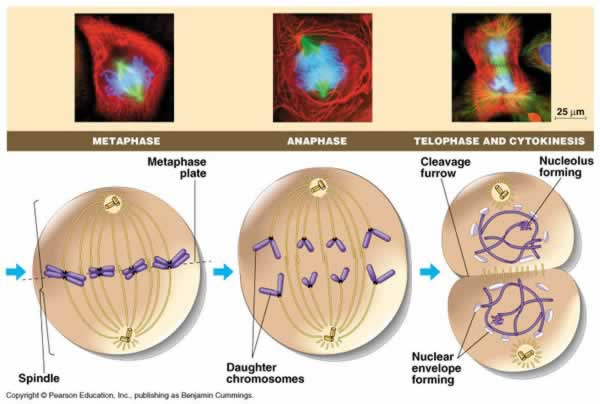 25 μm
METAPHASE
ANAPHASE
TELOPHASE AND CYTOKINESIS
Metaphase
plate
Cleavage
furrow
Nucleolus
forming
Spindle
Daughter
chromosomes
Nuclear
envelope
forming
Copyright © Pearson Education, Inc., publishing as Benjamin Cummings.